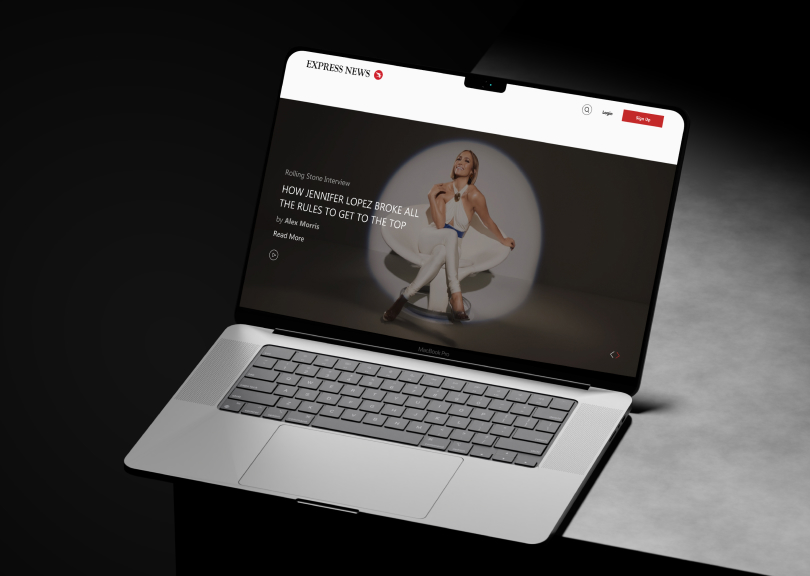 EXPRESS NEWS
Login
Sign Up
Rolling Stone Interview
HOW JENNIFER LOPEZ BROKE ALL
THE RULES TO GET TO THE TOP
by Alex Morris
Read More
MacBook Pro